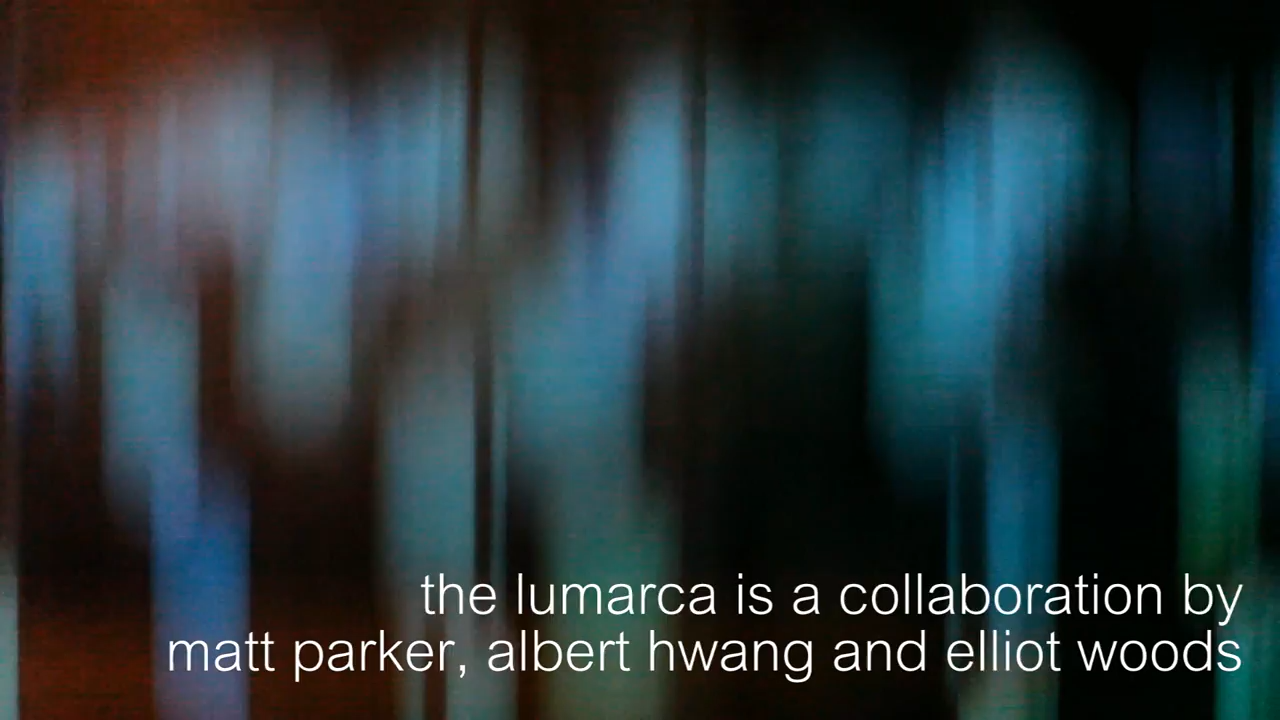 the lumarca is a collaboration by
matt parker, albert hwang and elliot woods